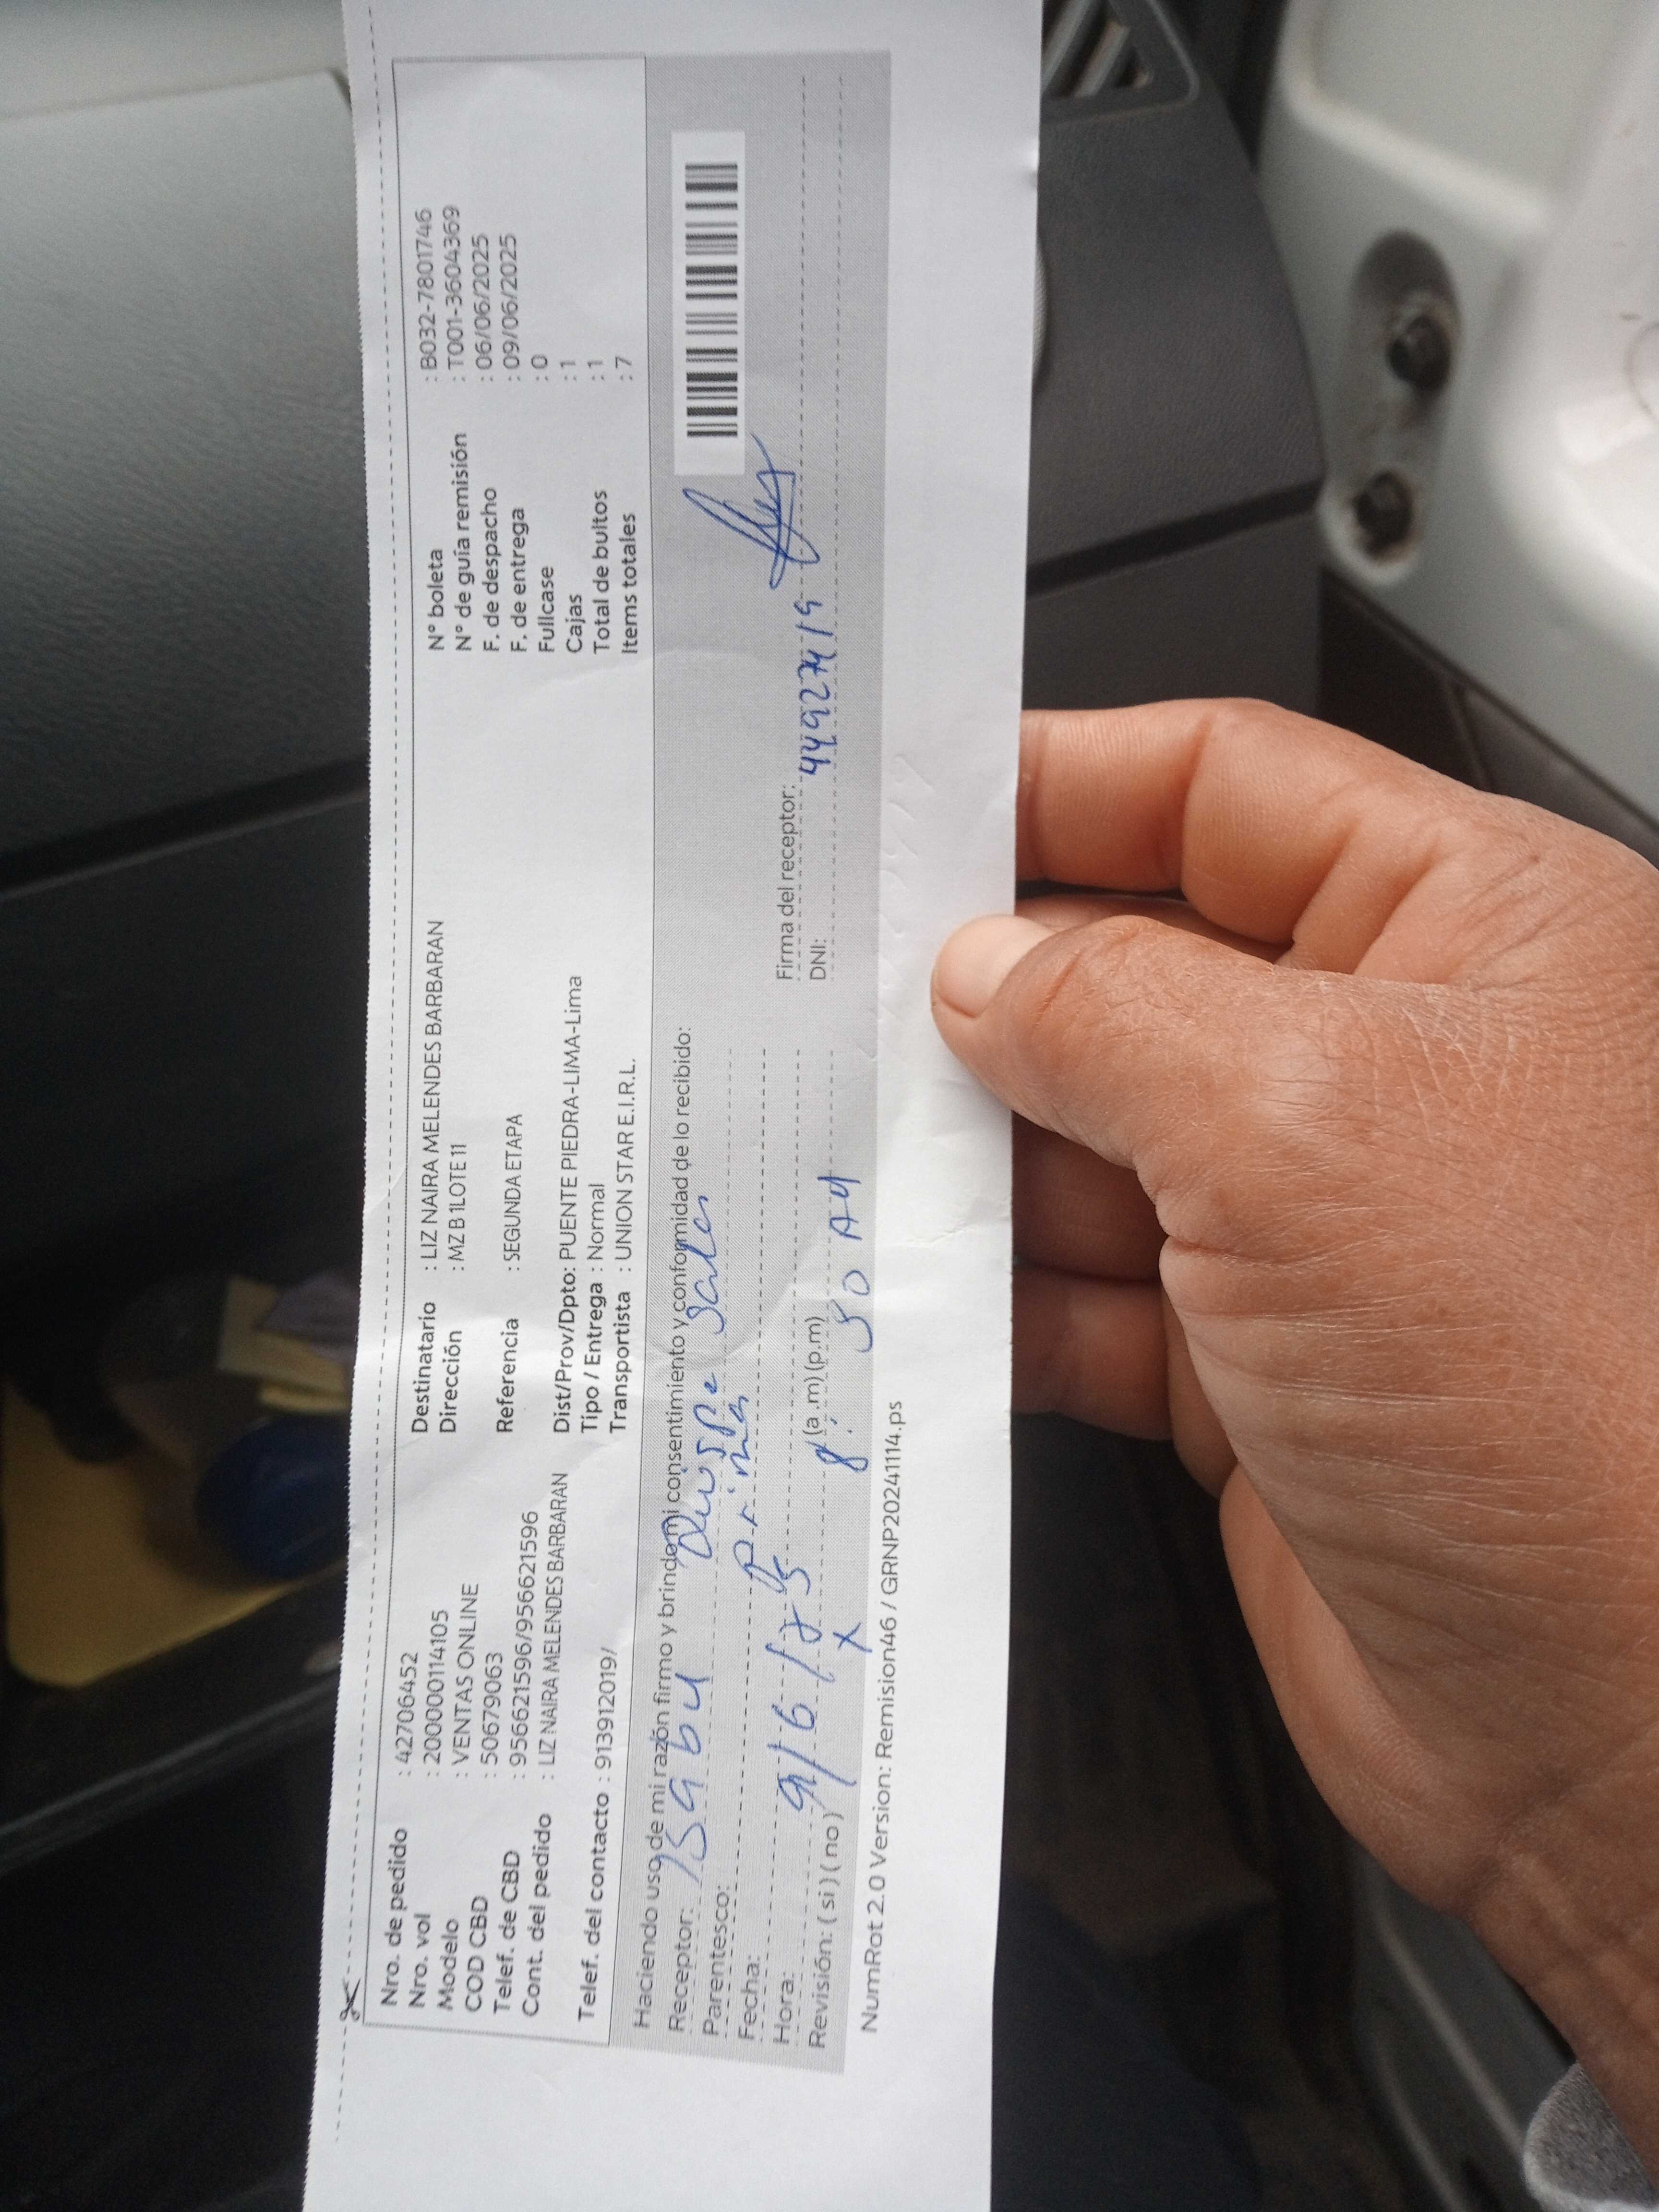 Nro. de pedido : 42706452
Nro. vol : 200000114105
Modelo : VENTAS ONLINE
COD CBD : 50679063
Telef. de CBD : 956621596/956621596
Cont. del pedido : LIZ NAIRA MELENDES BARBARAN
Telef. del contacto : 913912019/
Destinatario : LIZ NAIRA MELENDES BARBARAN
Dirección : MZ B 1LOTE 11
Referencia : SEGUNDA ETAPA
Dist/Prov/Dpto: PUENTE PIEDRA-LIMA-Lima
Tipo / Entrega : Normal
Transportista : UNION STAR E.I.R.L.
N° boleta : B032-7801746
N° de guía remisión : T001-3604369
F. de despacho : 06/06/2025
F. de entrega : 09/06/2025
Fullcase : 0
Cajas : 1
Total de bultos : 1
Items totales : 7
Haciendo uso de mi razón firmo y brindo mi consentimiento y conformidad de lo recibido:
Receptor: Quispe
Parentesco: Prima
Fecha: 9/6/25
Hora: (a.m) (p.m) 8:50 AM
Revisión: ( si ) ( no ) X
Firma del receptor:
DNI: 44927419
NumRot 2.0 Version: Remision46 / GRNP20241114.ps